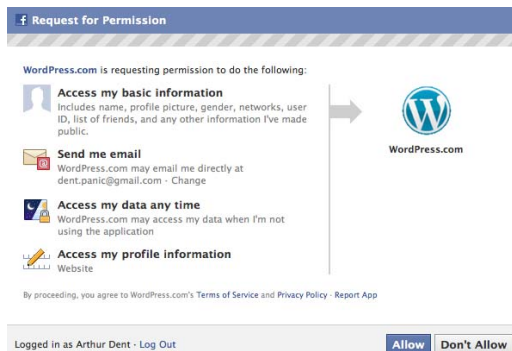 Request for Permission
WordPress.com is requesting permission to do the following:
Access my basic information
Includes name, profile picture, gender, networks, user
ID, list of friends, and any other information I've made
public.
Send me email
WordPress.com may email me directly at
dent.panic@gmail.com · Change
Access my data any time
WordPress.com may access my data when I'm not
using the application
Access my profile information
Website
WordPress.com
By proceeding, you agree to WordPress.com's Terms of Service and Privacy Policy · Report App
Logged in as Arthur Dent · Log Out
Allow Don't Allow